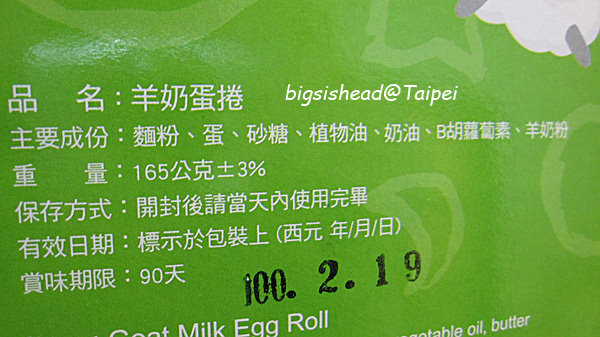 品　　名：羊奶蛋捲
bigsishead@Taipei
主要成份：麵粉、蛋、砂糖、植物油、奶油、B胡蘿蔔素、羊奶粉
重　　量：165公克±3%
保存方式：開封後請當天內使用完畢
有效日期：標示於包裝上 (西元 年/月/日)
賞味期限：90天
100. 2. 19
Goat Milk Egg Roll
vegetable oil, butter